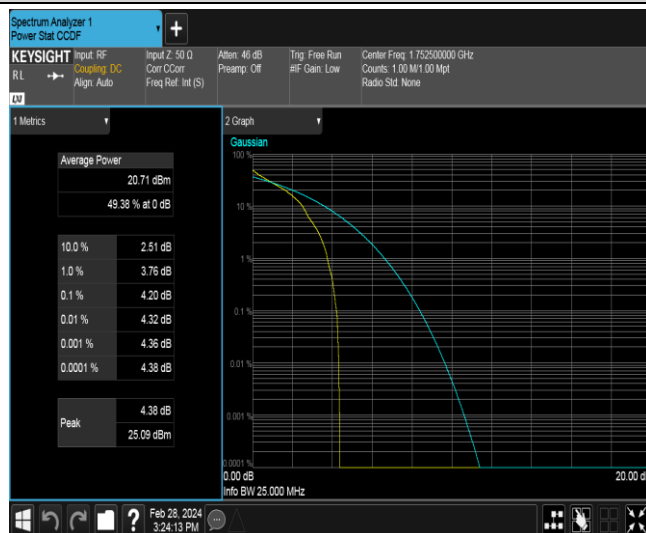 Spectrum Analyzer 1
Power Stat CCDF
+
KEYSIGHT
RL
LXI
Input: RF
Coupling: DC
Align: Auto
Input Z: 50 Ω
Corr CCorr
Freq Ref: Int (S)
Atten: 46 dB
Preamp: Off
Trig: Free Run
#IF Gain: Low
Center Freq: 1.752500000 GHz
Counts: 1.00 M/1.00 Mpt
Radio Std: None
1 Metrics
Average Power
20.71 dBm
49.38 % at 0 dB
10.0 % 2.51 dB
1.0 % 3.76 dB
0.1 % 4.20 dB
0.01 % 4.32 dB
0.001 % 4.36 dB
0.0001 % 4.38 dB
Peak
4.38 dB
25.09 dBm
2 Graph
Gaussian
100 %
10 %
1 %
0.1 %
0.01 %
0.001 %
0.0001 %
0.00 dB
20.00 d
Info BW 25.000 MHz
?
Feb 28, 2024
3:24:13 PM